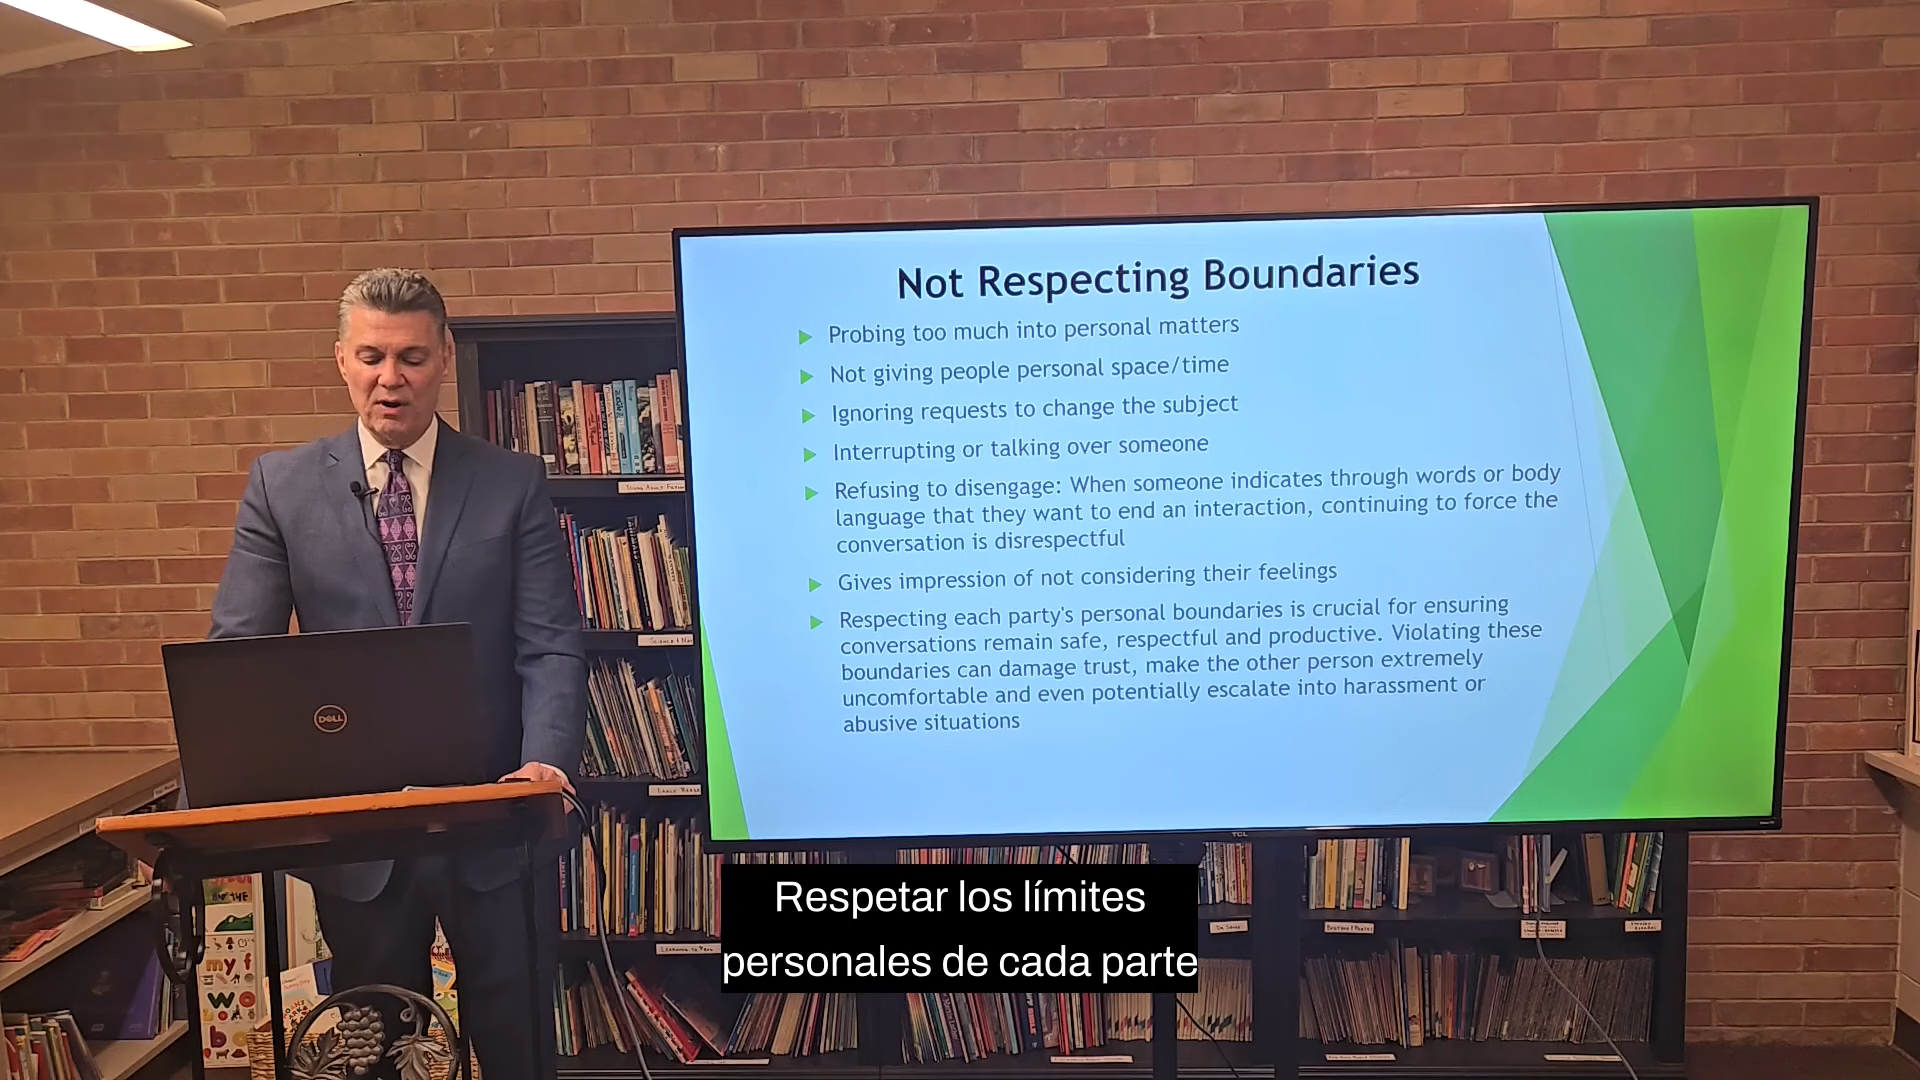 Not Respecting Boundaries
Probing too much into personal matters
Not giving people personal space/time
Ignoring requests to change the subject
Interrupting or talking over someone
Refusing to disengage: When someone indicates through words or body
language that they want to end an interaction, continuing to force the
conversation is disrespectful
Gives impression of not considering their feelings
Respecting each party's personal boundaries is crucial for ensuring
conversations remain safe, respectful and productive. Violating these
boundaries can damage trust, make the other person extremely
uncomfortable and even potentially escalate into harassment or
abusive situations
TCL
DELL
Respetar los límites
personales de cada parte
my f